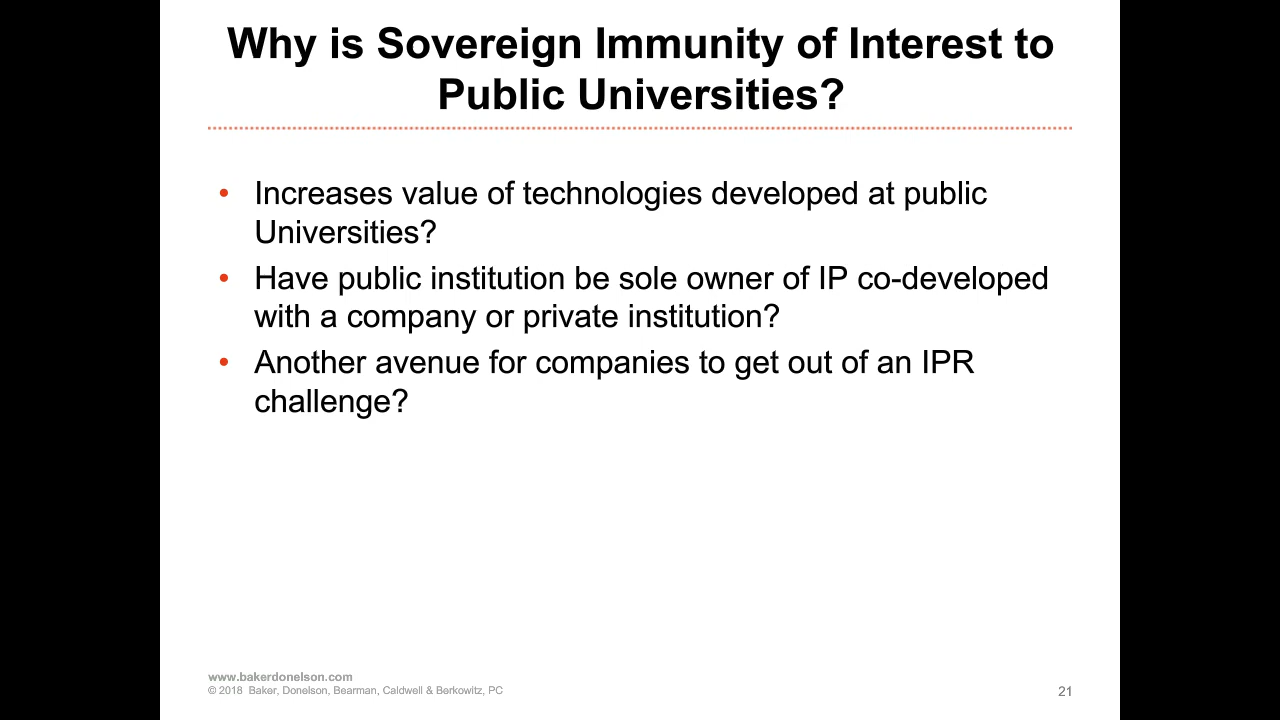 Why is Sovereign Immunity of Interest to
Public Universities?
• Increases value of technologies developed at public
Universities?
• Have public institution be sole owner of IP co-developed
with a company or private institution?
• Another avenue for companies to get out of an IPR
challenge?
www.bakerdonelson.com
© 2018 Baker, Donelson, Bearman, Caldwell & Berkowitz, PC
21